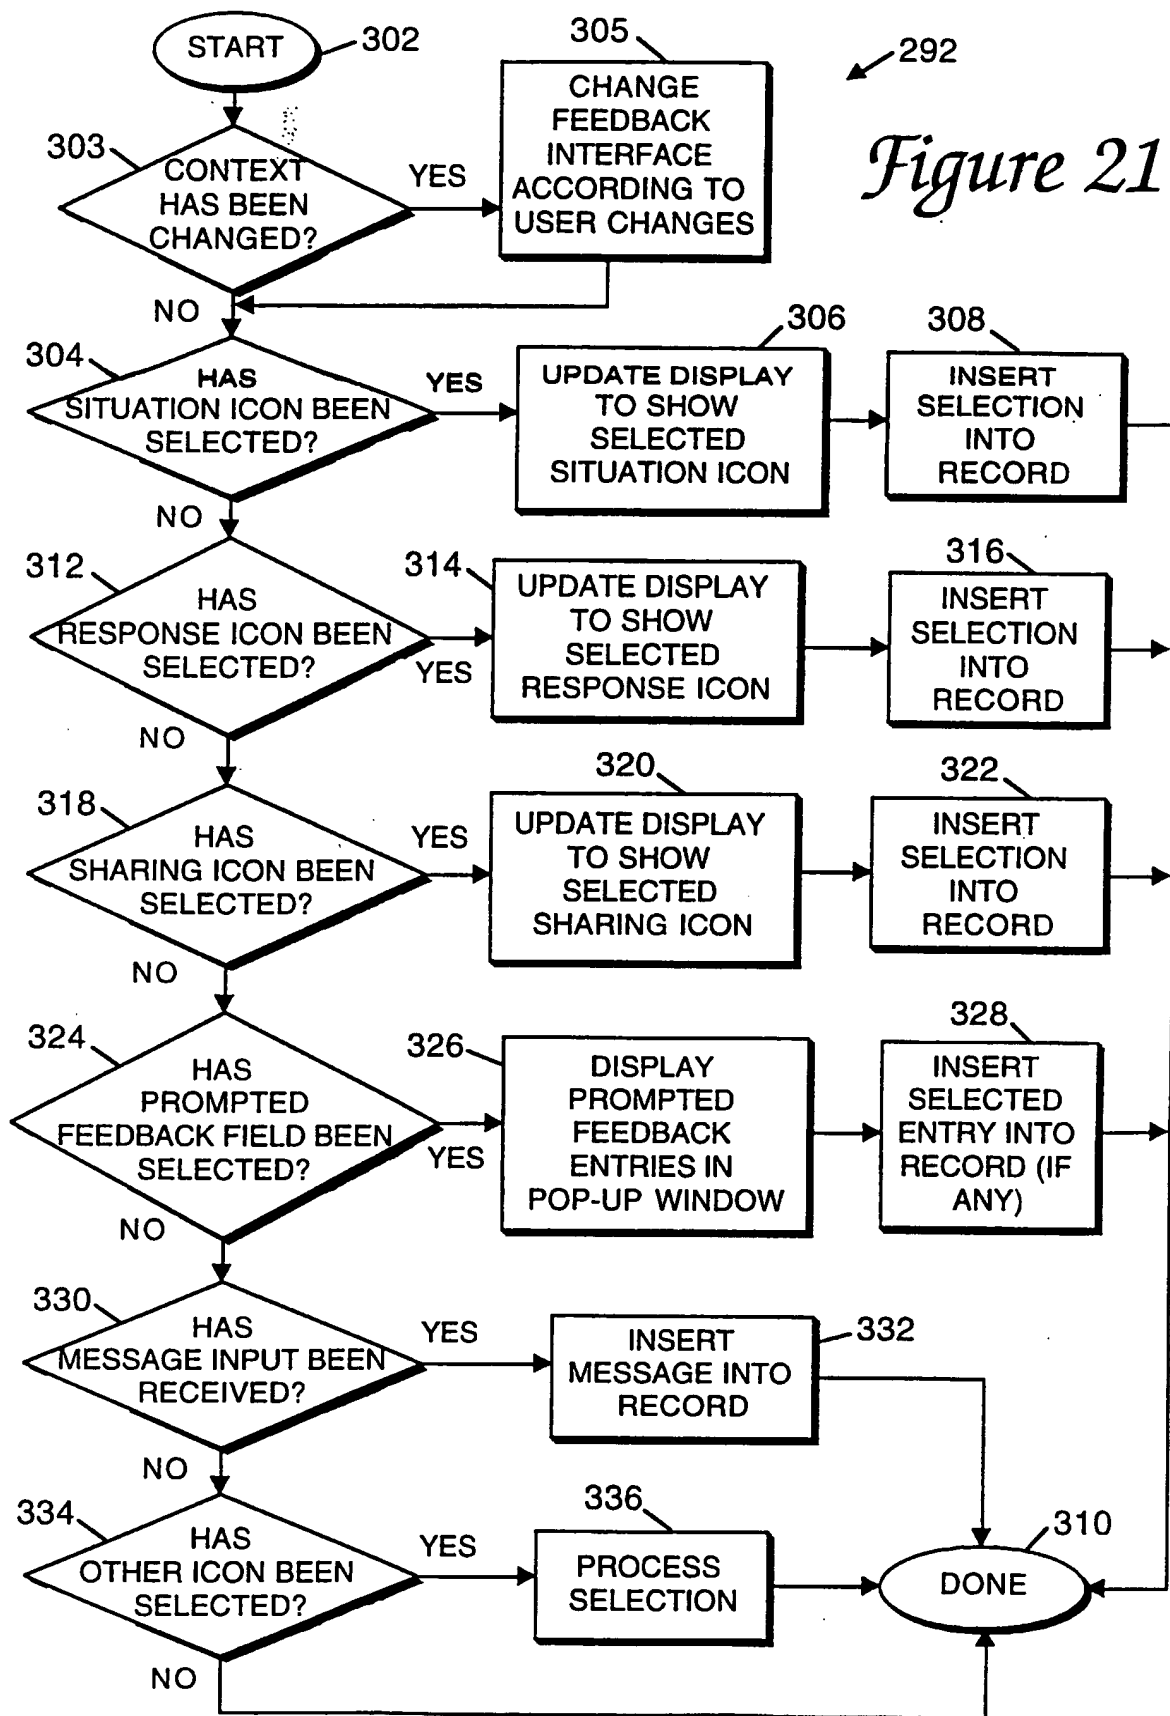 START
302
305
292
CHANGE
FEEDBACK
INTERFACE
ACCORDING TO
USER CHANGES
Figure 21
303
CONTEXT
HAS BEEN
CHANGED?
YES
NO
304
HAS
SITUATION ICON BEEN
SELECTED?
YES
306
UPDATE DISPLAY
TO SHOW
SELECTED
SITUATION ICON
308
INSERT
SELECTION
INTO
RECORD
NO
312
HAS
RESPONSE ICON BEEN
SELECTED?
YES
314
UPDATE DISPLAY
TO SHOW
SELECTED
RESPONSE ICON
316
INSERT
SELECTION
INTO
RECORD
NO
318
HAS
SHARING ICON BEEN
SELECTED?
YES
320
UPDATE DISPLAY
TO SHOW
SELECTED
SHARING ICON
322
INSERT
SELECTION
INTO
RECORD
NO
324
HAS
PROMPTED
FEEDBACK FIELD BEEN
SELECTED?
YES
326
DISPLAY
PROMPTED
FEEDBACK
ENTRIES IN
POP-UP WINDOW
328
INSERT
SELECTED
ENTRY INTO
RECORD (IF
ANY)
NO
330
HAS
MESSAGE INPUT BEEN
RECEIVED?
YES
INSERT
MESSAGE INTO
RECORD
332
NO
334
HAS
OTHER ICON BEEN
SELECTED?
YES
336
PROCESS
SELECTION
310
DONE
NO